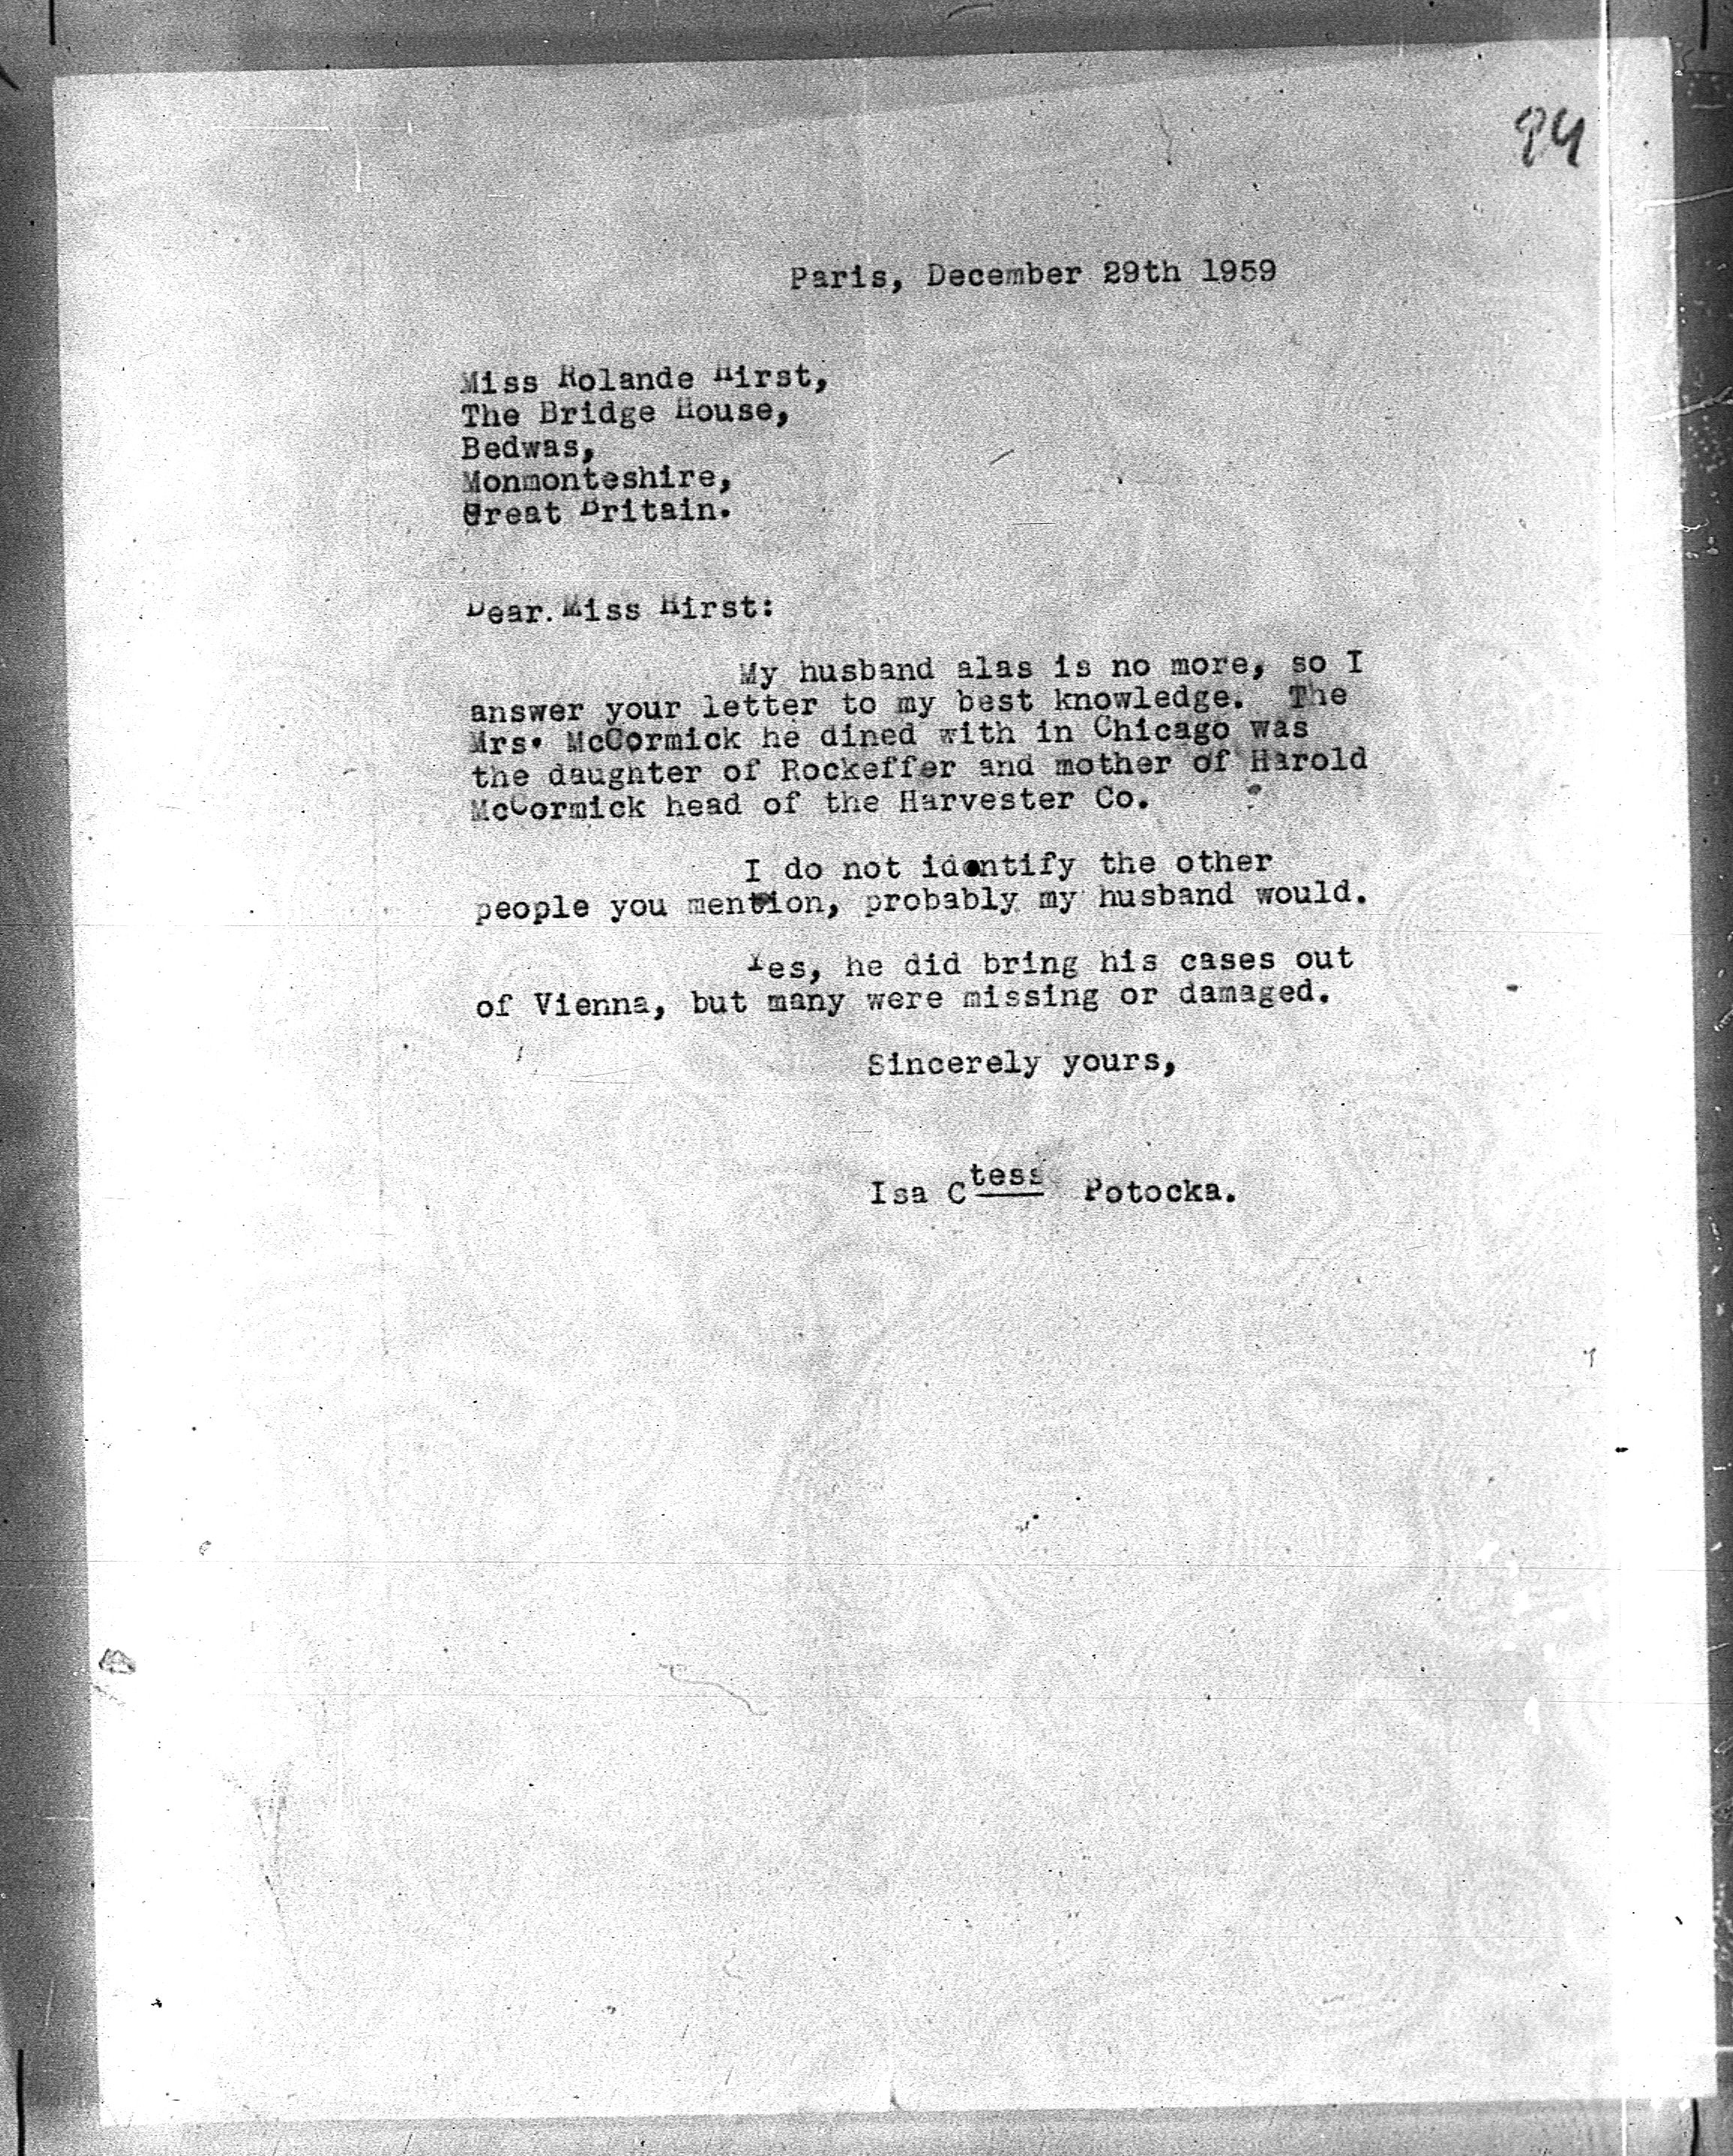 94
Paris, December 29th 1959
Miss Rolande Hirst,
The Bridge House,
Bedwas,
Monmonteshire,
Great Britain.
Dear.Miss Hirst:
My husband alas is no more, so I
answer your letter to my best knowledge. The
Mrs. McCormick he dined with in Chicago was
the daughter of Rockeffer and mother of Harold
McCormick head of the Harvester Co.
I do not identify the other
people you mention, probably my husband would.
Yes, he did bring his cases out
of Vienna, but many were missing or damaged.
Sincerely yours,
Isa Ctess Potocka.